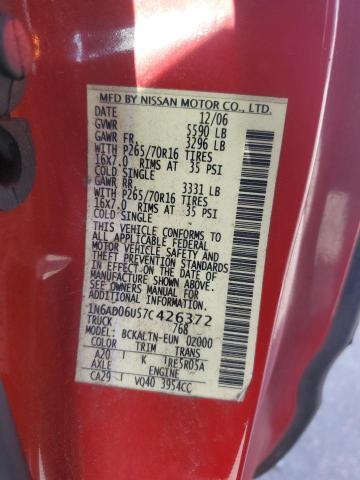 MFD BY NISSAN MOTOR CO., LTD.
DATE 12/06
GVWR 5590 LB
GAWR FR. 3296 LB
WITH P265/70R16 TIRES
16X7.0 RIMS AT 35 PSI
COLD SINGLE
GAWR RR. 3331 LB
WITH P265/70R16 TIRES
16X7.0 RIMS AT 35 PSI
COLD SINGLE
THIS VEHICLE CONFORMS TO
ALL APPLICABLE FEDERAL
MOTOR VEHICLE SAFETY AND
THEFT PREVENTION STANDARDS
IN EFFECT ON THE DATE OF
MANUFACTURE SHOWN ABOVE.
SEE OWNERS MANUAL
1N6AD06U57C426372
TRUCK 768
MODEL: BCKALTN-EUN 02000
COLOR TRIM TRANS
A20 K TRE5R05A
AXLE ENGINE
CA29 VQ40 3954CC